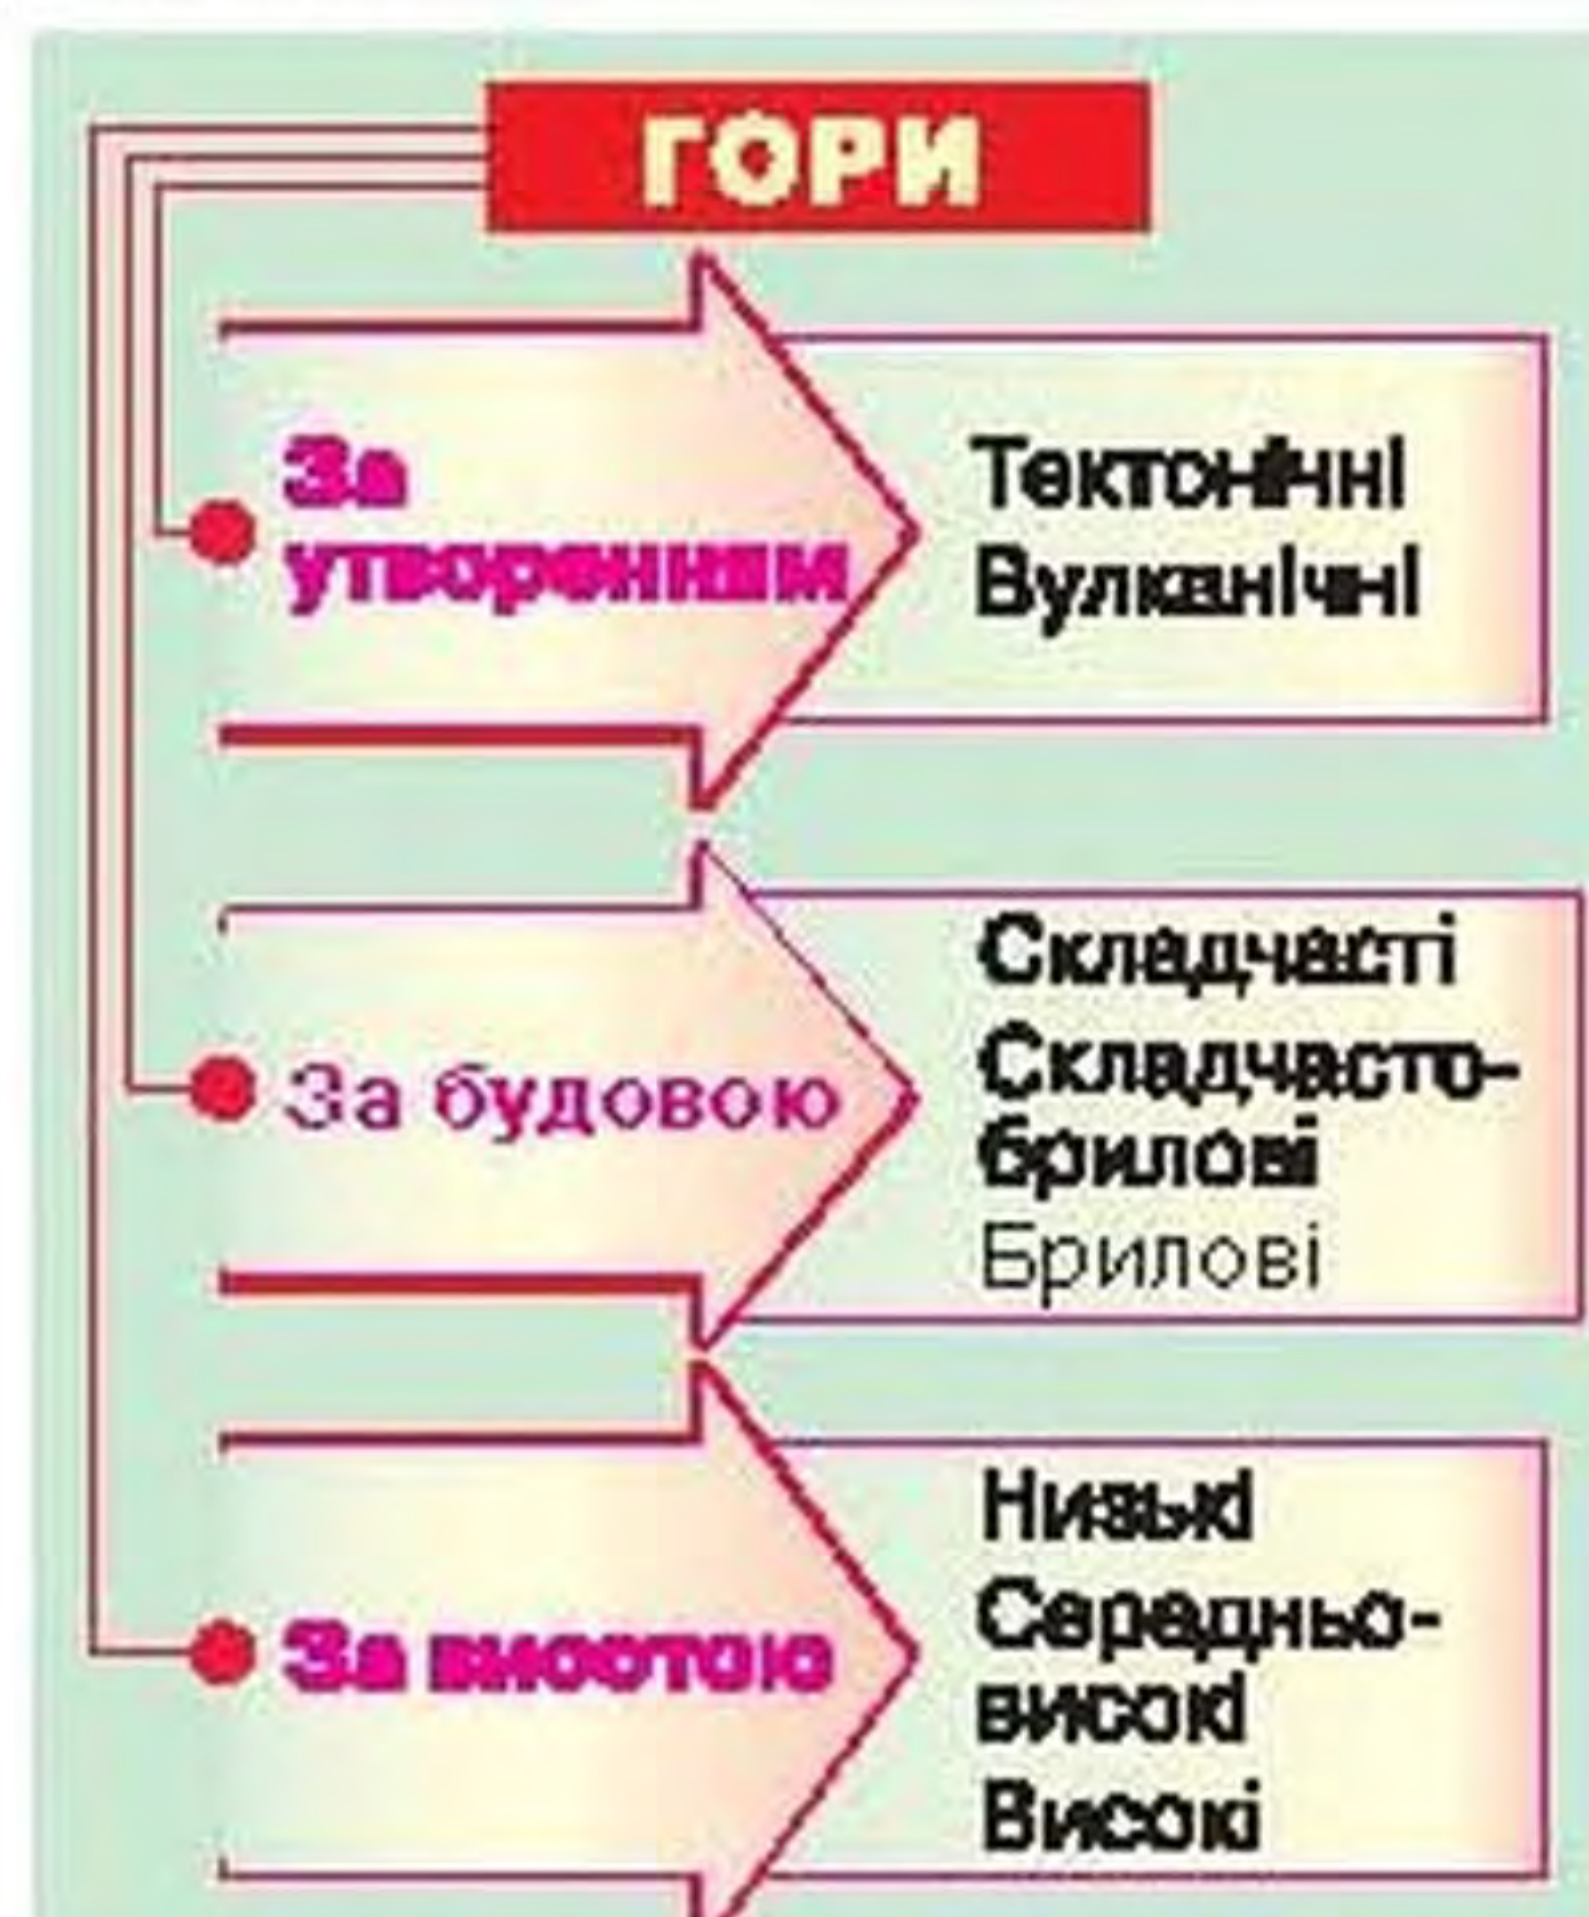 ГОРИ
За
утворенням
Тектонічні
Вулканічні
За будовою
Складчасті
Складчасто-
брилові
Брилові
За висотою
Низькі
Середньо-
високі
Високі